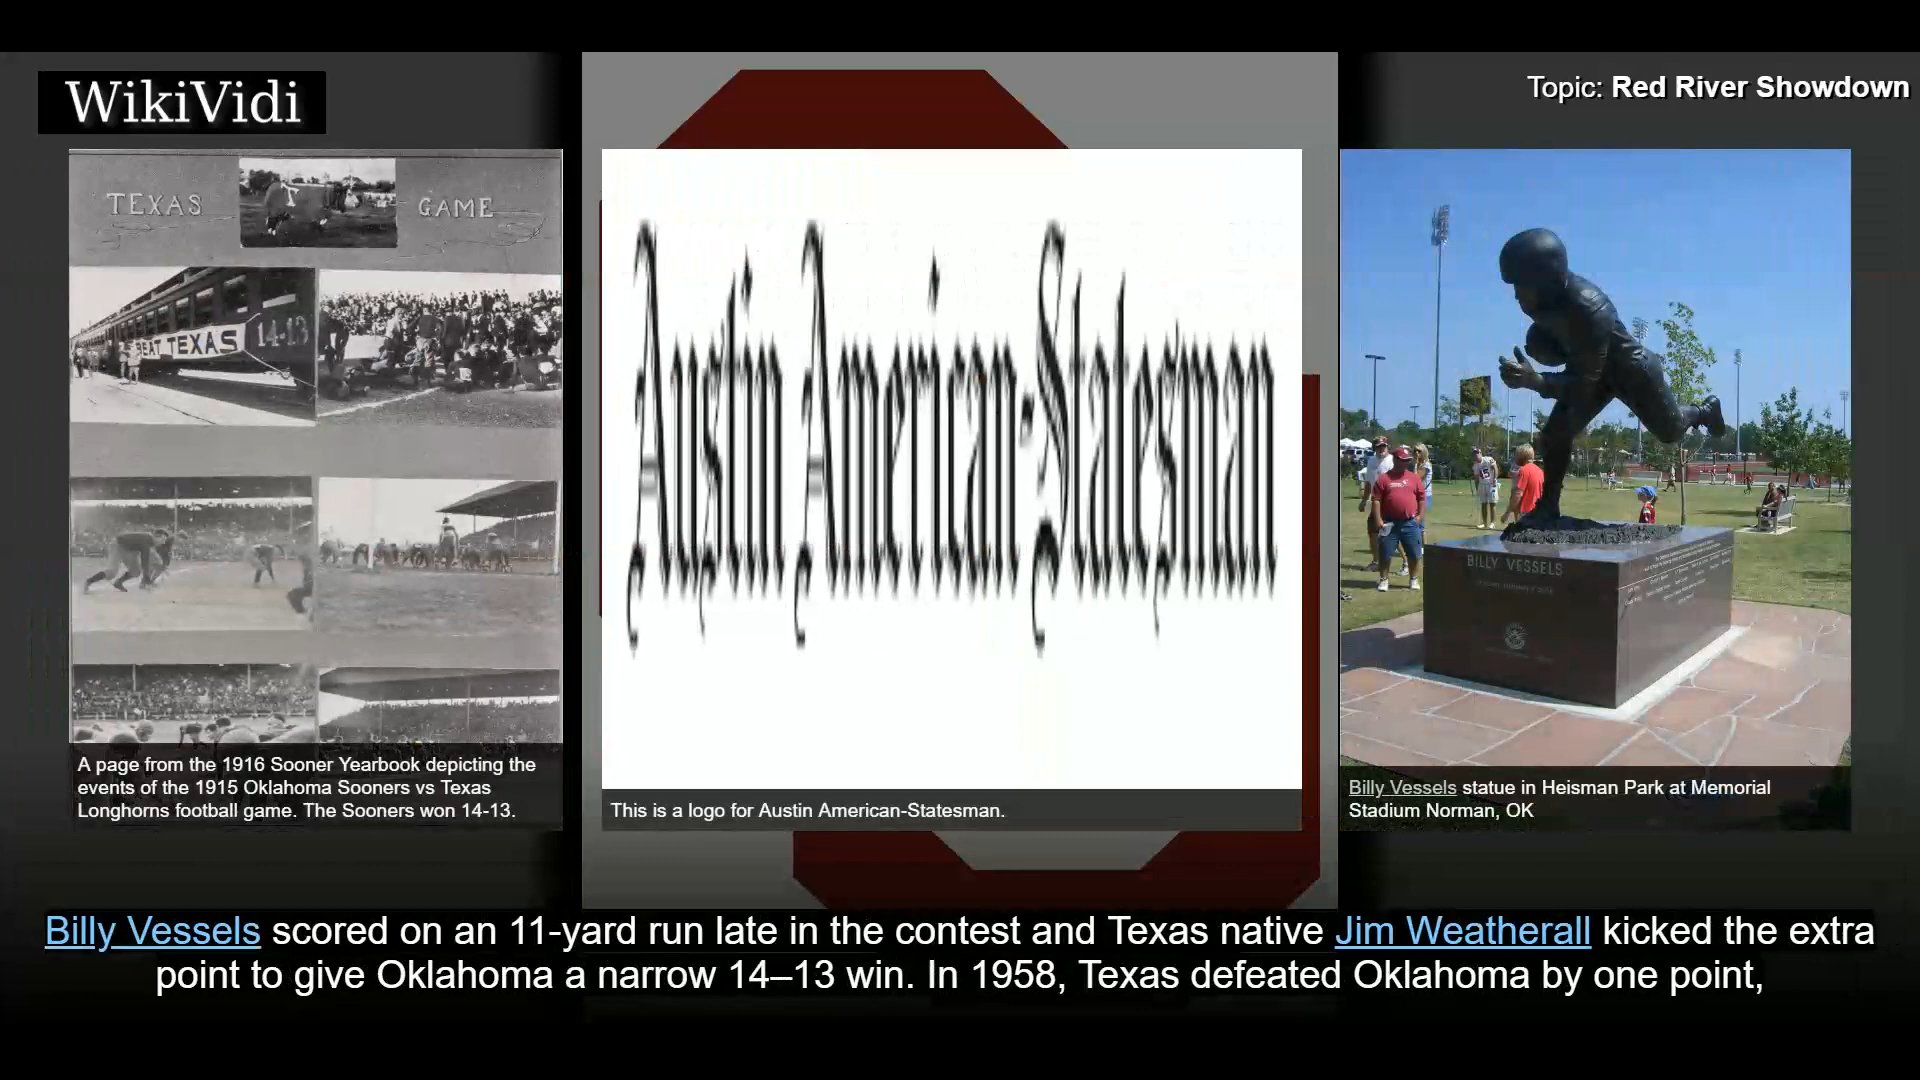 WikiVidi
Topic: Red River Showdown
TEXAS GAME
BEAT TEXAS 14-13
A page from the 1916 Sooner Yearbook depicting the
events of the 1915 Oklahoma Sooners vs Texas
Longhorns football game. The Sooners won 14-13.
Austin American-Statesman
This is a logo for Austin American-Statesman.
BILLY VESSELS
Billy Vessels statue in Heisman Park at Memorial
Stadium Norman, OK
Billy Vessels scored on an 11-yard run late in the contest and Texas native Jim Weatherall kicked the extra
point to give Oklahoma a narrow 14–13 win. In 1958, Texas defeated Oklahoma by one point,